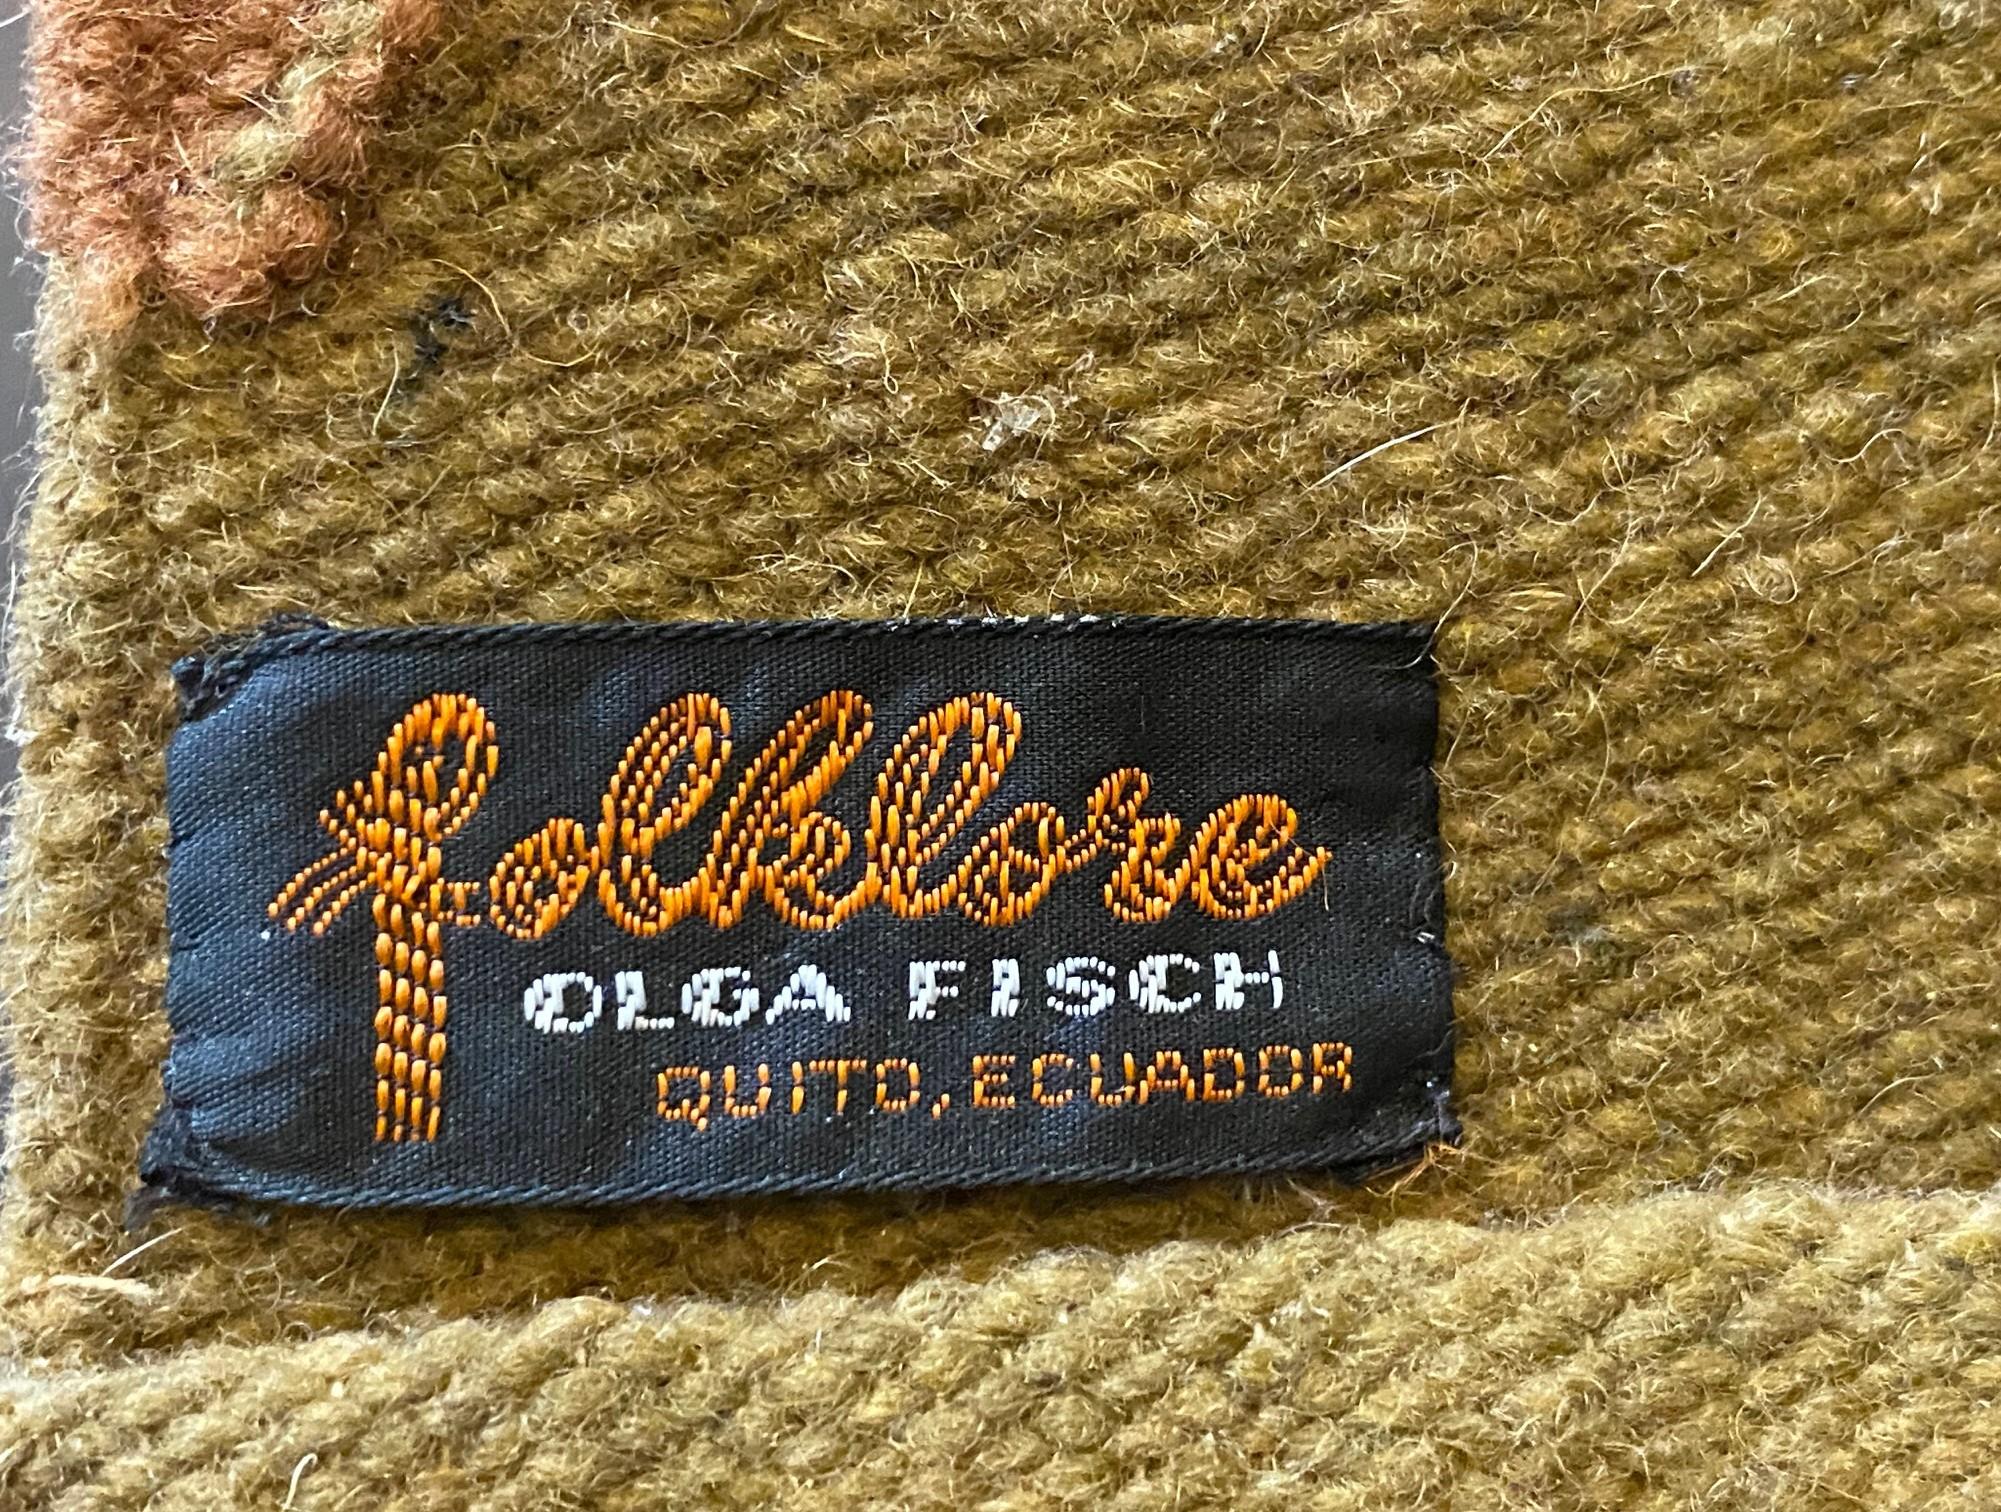 folklore
OLGA FISCH
QUITO, ECUADOR